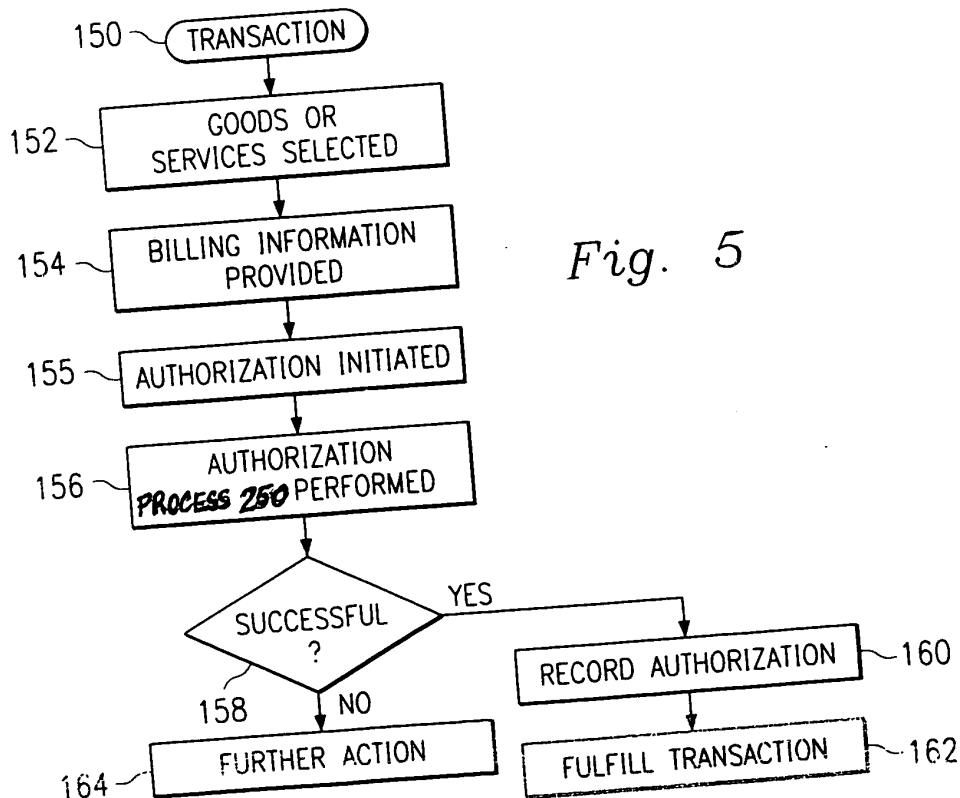 150 TRANSACTION
152 GOODS OR
SERVICES SELECTED
154 BILLING INFORMATION
PROVIDED
Fig. 5
155 AUTHORIZATION INITIATED
156 AUTHORIZATION
PROCESS 250 PERFORMED
SUCCESSFUL
?
158
YES
NO
RECORD AUTHORIZATION 160
FULFILL TRANSACTION 162
164 FURTHER ACTION